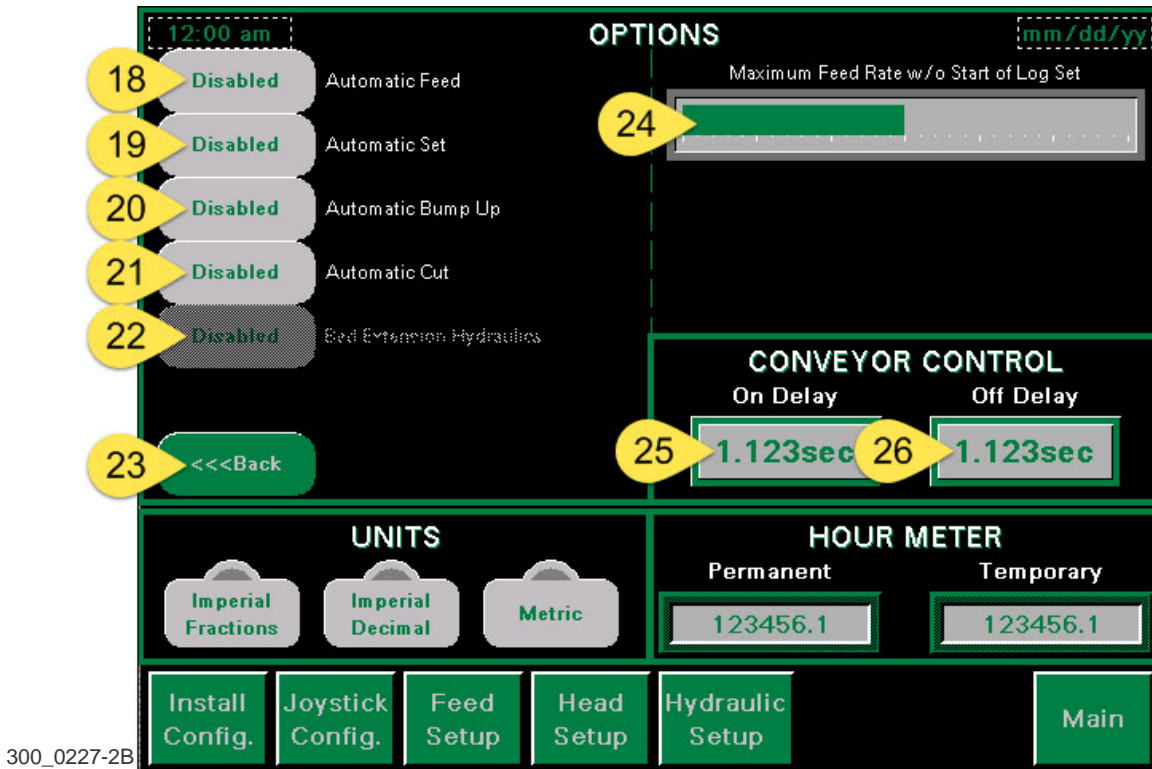 12:00 am
OPTIONS
mm/dd/yy
18
Disabled
Automatic Feed
Maximum Feed Rate w/o Start of Log Set
24
19
Disabled
Automatic Set
20
Disabled
Automatic Bump Up
21
Disabled
Automatic Cut
22
Disabled
Bed Extension Hydraulics
CONVEYOR CONTROL
On Delay
Off Delay
25
1.123sec
26
1.123sec
23
<<<Back
UNITS
Imperial
Fractions
Imperial
Decimal
Metric
HOUR METER
Permanent
Temporary
123456.1
123456.1
Install
Config.
Joystick
Config.
Feed
Setup
Head
Setup
Hydraulic
Setup
Main
300_0227-2B